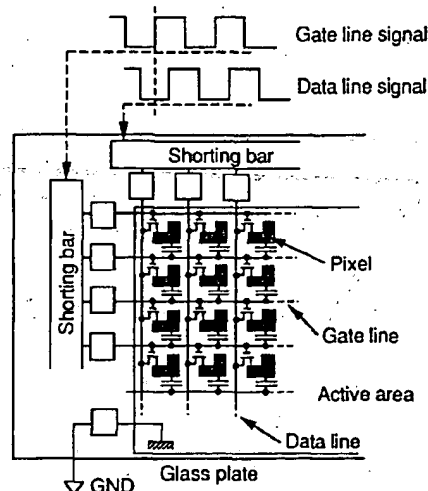 Gate line signal
Data line signal
Shorting bar
Shorting bar
Pixel
Gate line
Active area
Data line
Glass plate
GND